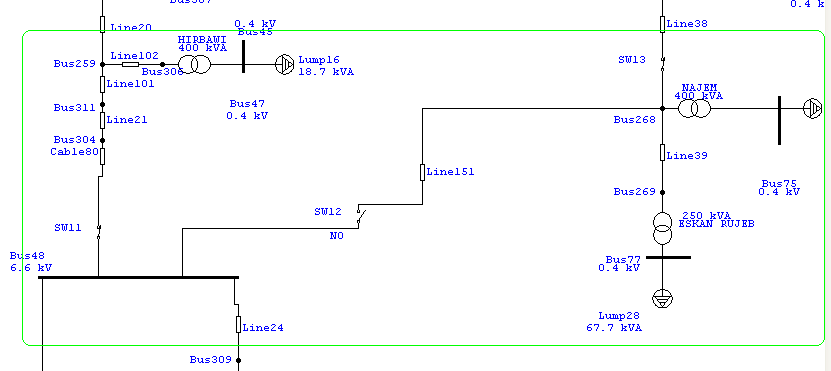 0.4 kV
Line20
Bus45
Line38
HIRBAWI
400 kVA
Line102
Bus259
Bus306
Lump16
18.7 kVA
SW13
Line101
NAJEM
400 kVA
Bus47
0.4 kV
Bus311
Line21
Bus268
Bus304
Cable80
Line39
Line151
Bus75
0.4 kV
Bus269
SW12
250 kVA
ESKAN RUJEB
SW11
NO
Bus48
6.6 kV
Bus77
0.4 kV
Lump28
67.7 kVA
Line24
Bus309